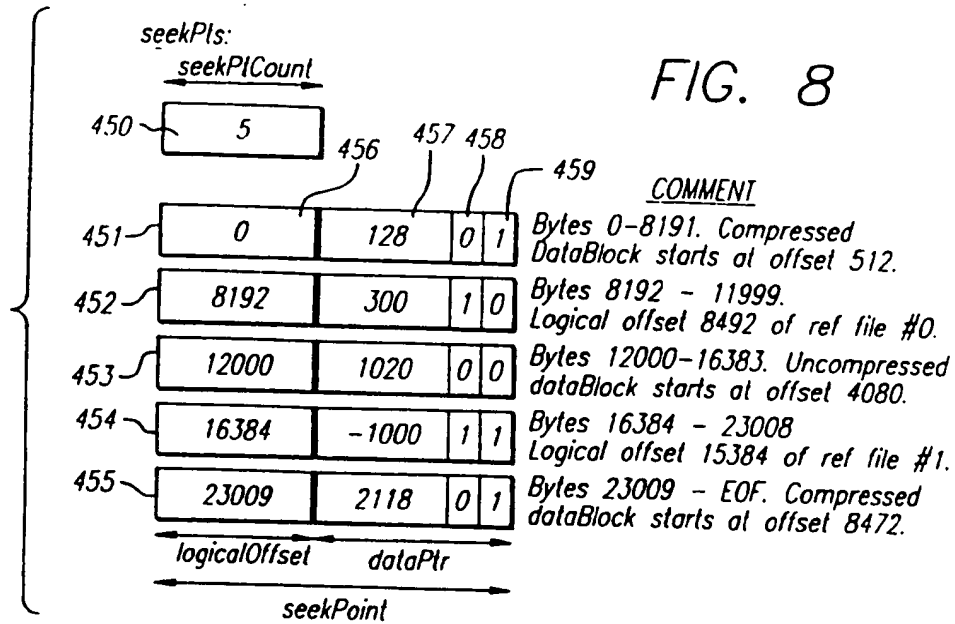 seekPts:
seekPtCount
FIG. 8
450
5
456
457
458
459
COMMENT
451
0
128
0
1
Bytes 0-8191. Compressed
DataBlock starts at offset 512.
452
8192
300
1
0
Bytes 8192 - 11999.
Logical offset 8492 of ref file #0.
453
12000
1020
0
0
Bytes 12000-16383. Uncompressed
dataBlock starts at offset 4080.
454
16384
-1000
1
1
Bytes 16384 - 23008
Logical offset 15384 of ref file #1.
455
23009
2118
0
1
Bytes 23009 - EOF. Compressed
dataBlock starts at offset 8472.
logicalOffset
dataPtr
seekPoint